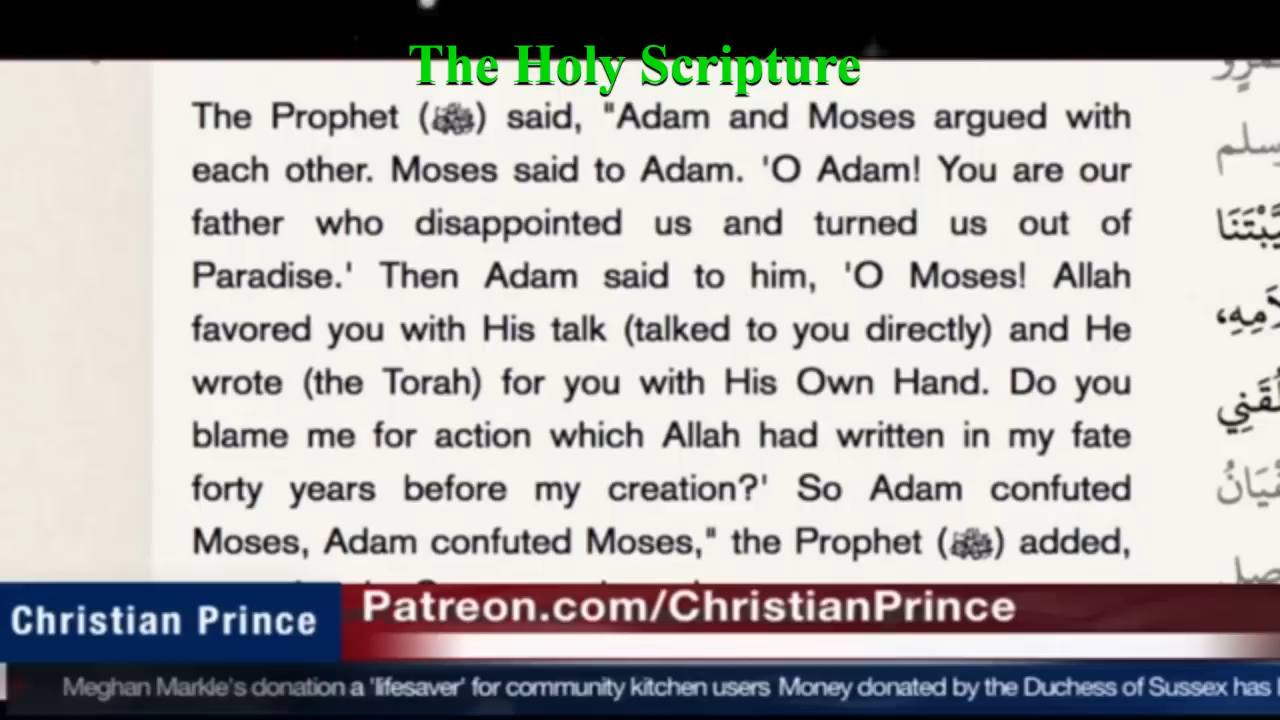 The Holy Scripture
The Prophet (ﷺ) said, "Adam and Moses argued with
each other. Moses said to Adam. 'O Adam! You are our
father who disappointed us and turned us out of
Paradise.' Then Adam said to him, 'O Moses! Allah
favored you with His talk (talked to you directly) and He
wrote (the Torah) for you with His Own Hand. Do you
blame me for action which Allah had written in my fate
forty years before my creation?' So Adam confuted
Moses, Adam confuted Moses," the Prophet (ﷺ) added,
Christian Prince
Patreon.com/ChristianPrince
Meghan Markle's donation a 'lifesaver' for community kitchen users Money donated by the Duchess of Sussex has